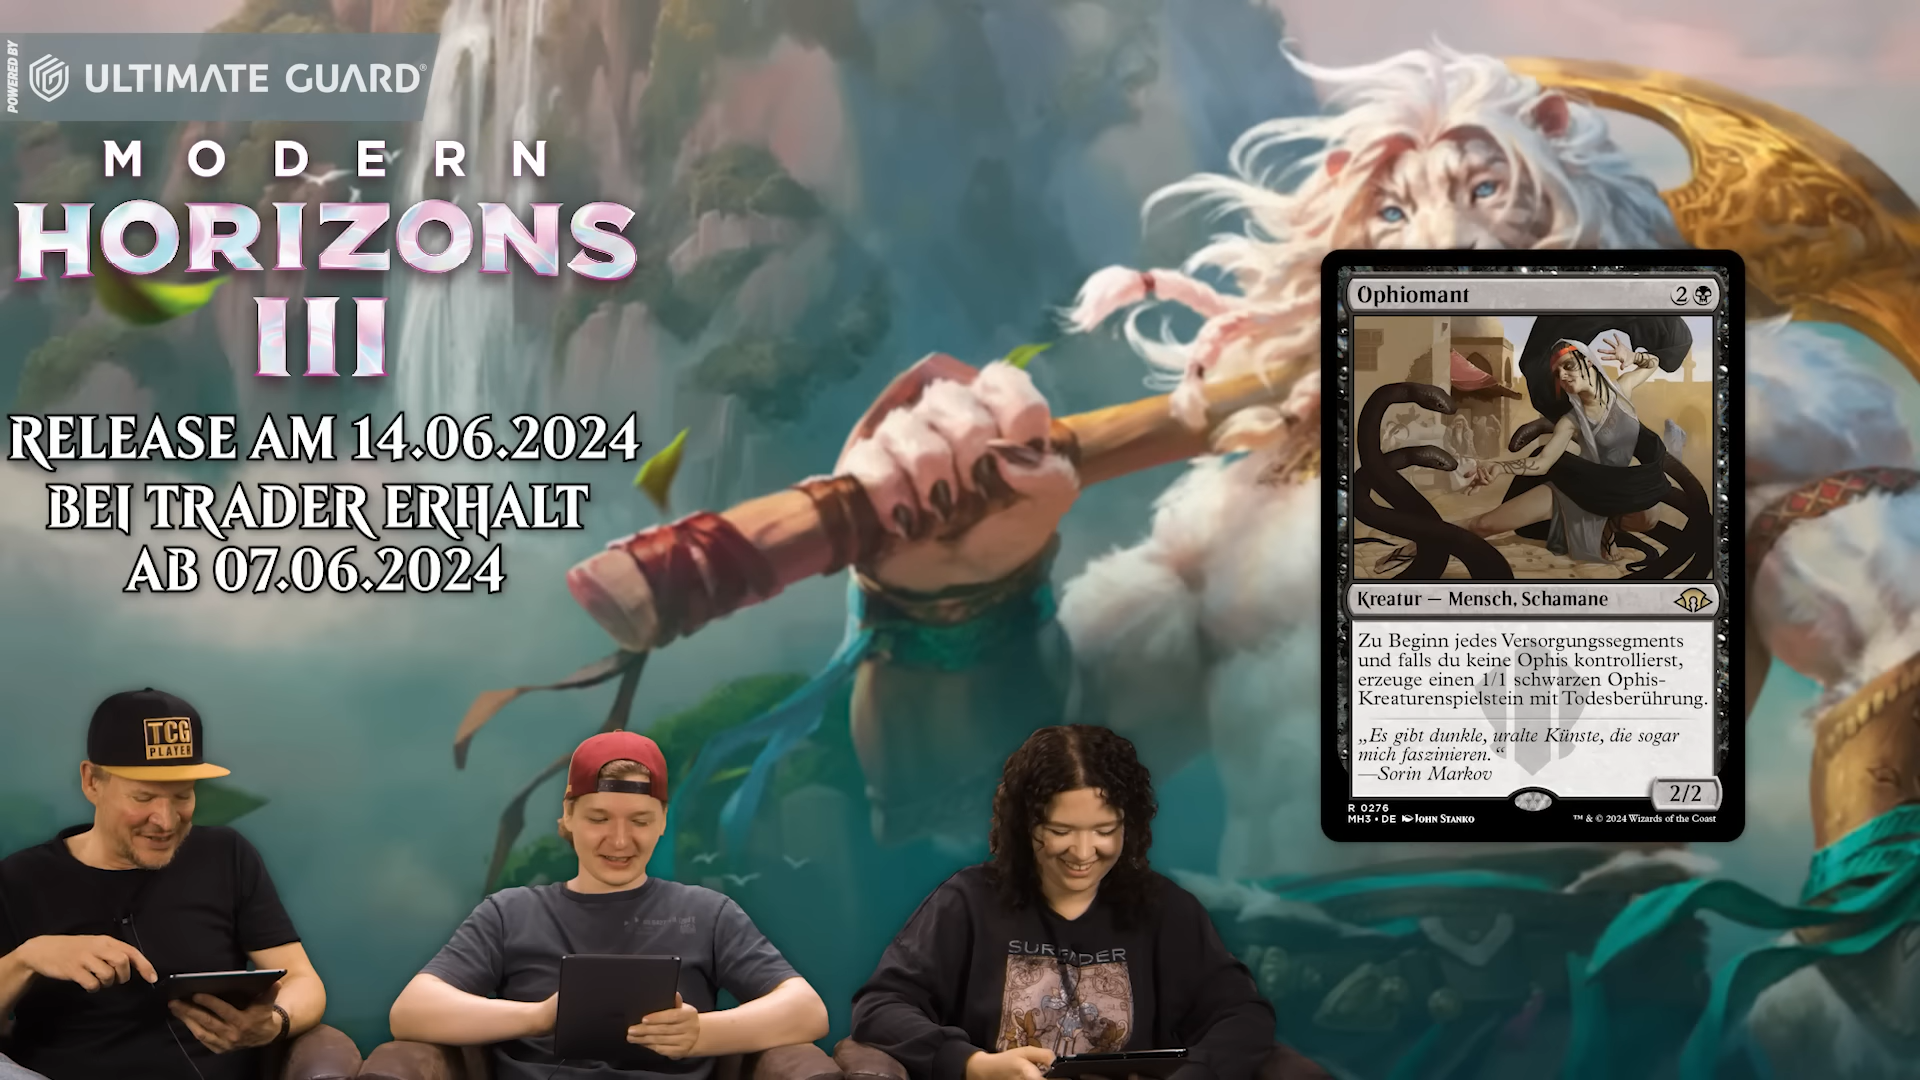 POWERED BY
ULTIMATE GUARD®
MODERN
HORIZONS
III
RELEASE AM 14.06.2024
BEI TRADER ERHALT
AB 07.06.2024
Ophiomant 2
Kreatur — Mensch, Schamane
Zu Beginn jedes Versorgungssegments
und falls du keine Ophis kontrollierst,
erzeuge einen 1/1 schwarzen Ophis-
Kreaturenspielstein mit Todesberührung.
„Es gibt dunkle, uralte Künste, die sogar
mich faszinieren.“
—Sorin Markov
2/2
R 0276
MH3 • DE JOHN STANKO
™ & © 2024 Wizards of the Coast
TCG
PLAYER